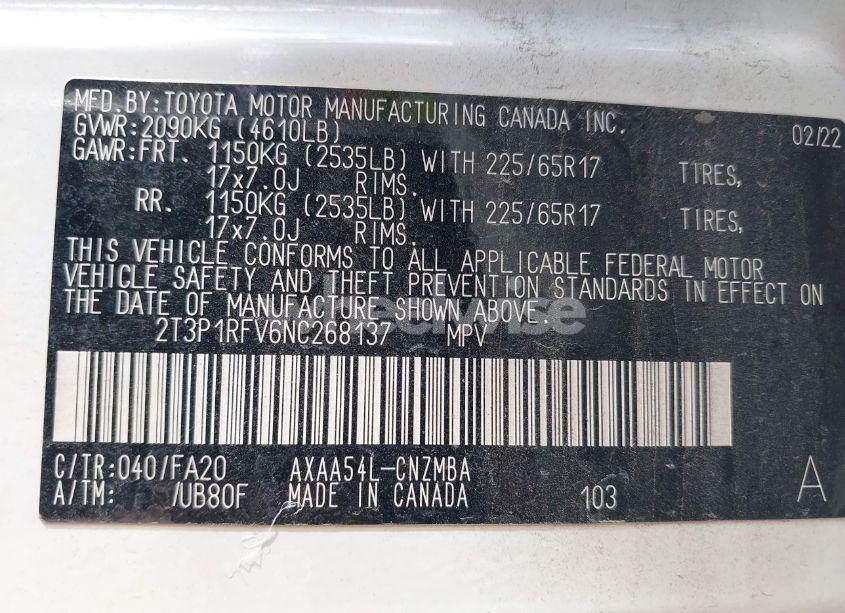 MFD. BY: TOYOTA MOTOR MANUFACTURING CANADA INC.
GVWR: 2090KG (4610LB) 02/22
GAWR: FRT. 1150KG (2535LB) WITH 225/65R17 TIRES,
17x7.0J RIMS.
RR. 1150KG (2535LB) WITH 225/65R17 TIRES,
17x7.0J RIMS.
THIS VEHICLE CONFORMS TO ALL APPLICABLE FEDERAL MOTOR
VEHICLE SAFETY AND THEFT PREVENTION STANDARDS IN EFFECT ON
THE DATE OF MANUFACTURE SHOWN ABOVE.
2T3P1RFV6NC268137 MPV
C/TR: 040/FA20 AXAA54L-CNZMBA
A/TM: /UB80F MADE IN CANADA 103 A